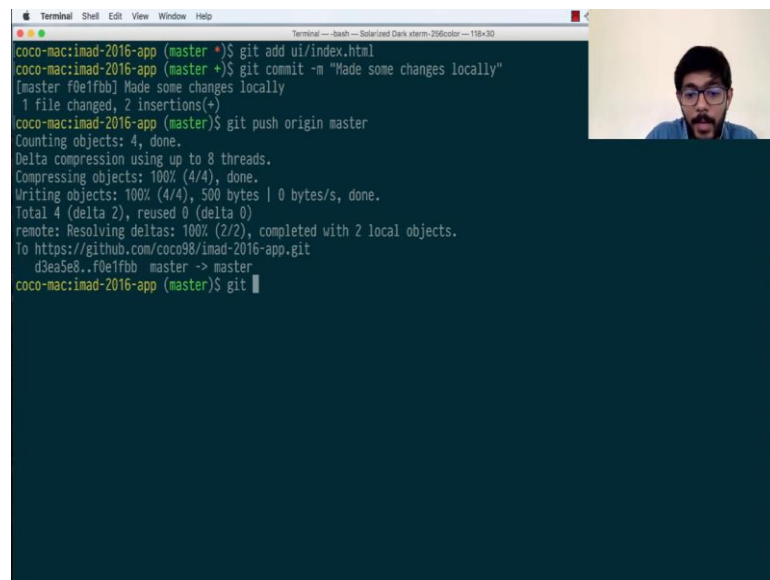 Terminal Shell Edit View Window Help
Terminal — -bash — Solarized Dark xterm-256color — 118×30
coco-mac:imad-2016-app (master *)$ git add ui/index.html
coco-mac:imad-2016-app (master +)$ git commit -m "Made some changes locally"
[master f0e1fbb] Made some changes locally
1 file changed, 2 insertions(+)
coco-mac:imad-2016-app (master)$ git push origin master
Counting objects: 4, done.
Delta compression using up to 8 threads.
Compressing objects: 100% (4/4), done.
Writing objects: 100% (4/4), 500 bytes | 0 bytes/s, done.
Total 4 (delta 2), reused 0 (delta 0)
remote: Resolving deltas: 100% (2/2), completed with 2 local objects.
To https://github.com/coco98/imad-2016-app.git
d3ea5e8..f0e1fbb master -> master
coco-mac:imad-2016-app (master)$ git